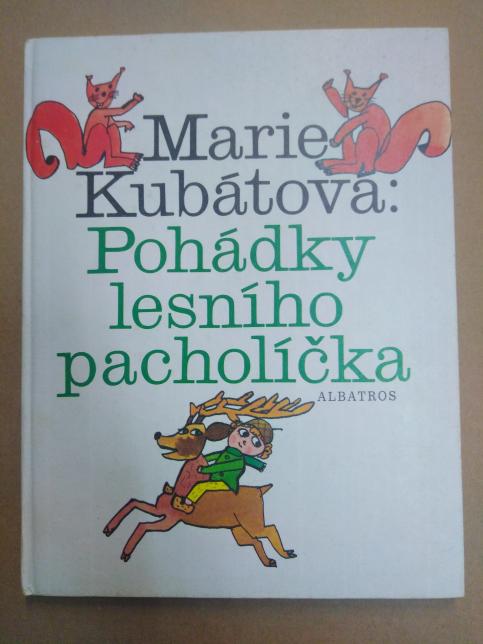 Marie
Kubátová:
Pohádky
lesního
pacholíčka
ALBATROS